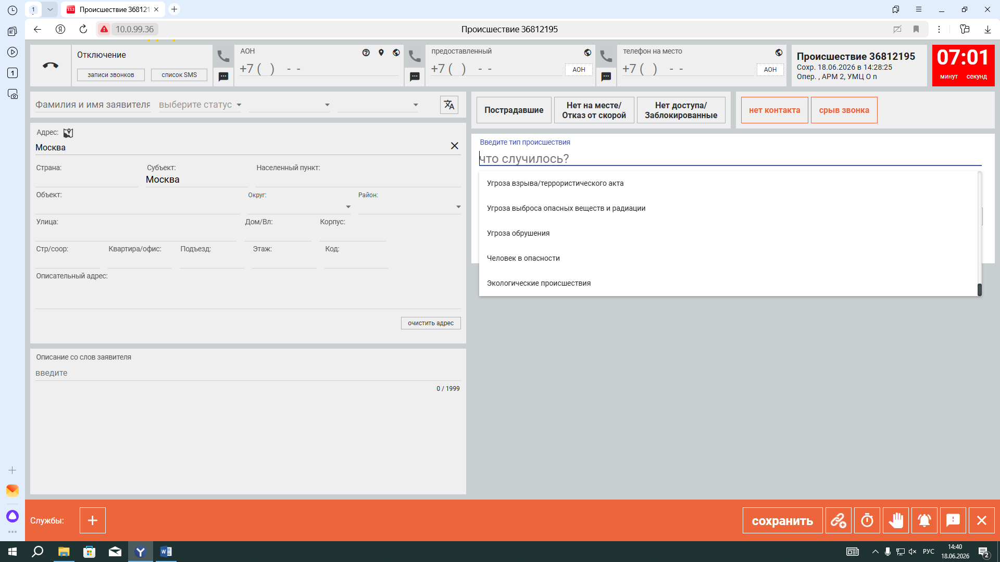 1
Происшествие 368121
10.0.99.36
Происшествие 36812195
1
Отключение
записи звонков
список SMS
АОН
+7 ( ) - -
предоставленный
+7 ( ) - -
АОН
телефон на место
+7 ( ) - -
АОН
Происшествие 36812195
Сохр. 18.06.2026 в 14:28:25
Опер. , АРМ 2, УМЦ О п
07:01
минут секунд
Фамилия и имя заявителя
выберите статус
Пострадавшие
Нет на месте/
Отказ от скорой
Нет доступа/
Заблокированные
нет контакта
срыв звонка
Адрес:
Москва
Страна:
Субъект:
Москва
Населенный пункт:
Объект:
Округ:
Район:
Улица:
Дом/Вл:
Корпус:
Стр/соор:
Квартира/офис:
Подъезд:
Этаж:
Код:
Описательный адрес:
очистить адрес
Введите тип происшествия
что случилось?
Угроза взрыва/террористического акта
Угроза выброса опасных веществ и радиации
Угроза обрушения
Человек в опасности
Экологические происшествия
Описание со слов заявителя
введите
0 / 1999
Службы:
+
сохранить
РУС
14:40
18.06.2026
2